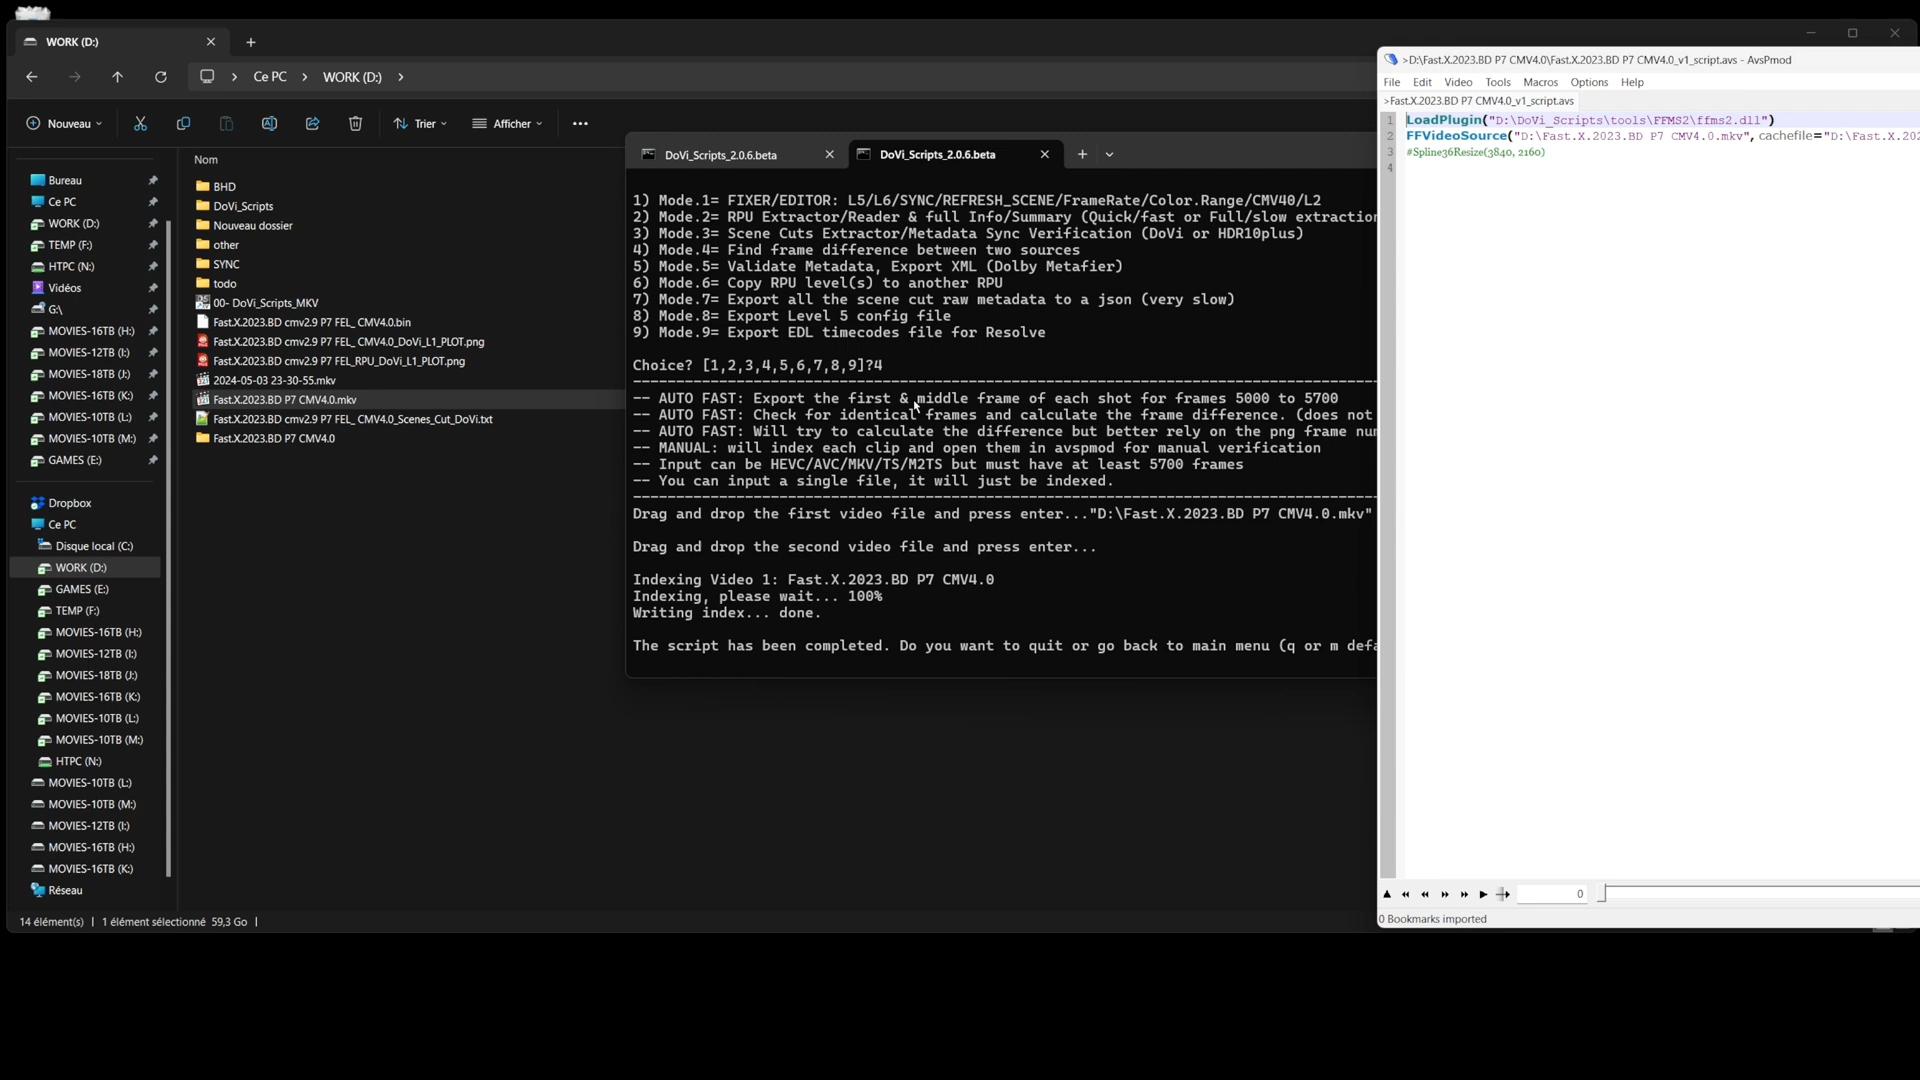 WORK (D:)
Ce PC
WORK (D:)
Nouveau
Trier
Afficher
Nom
Bureau
Ce PC
WORK (D:)
TEMP (F:)
HTPC (N:)
Vidéos
G:\
MOVIES-16TB (H:)
MOVIES-12TB (I:)
MOVIES-18TB (J:)
MOVIES-16TB (K:)
MOVIES-10TB (L:)
MOVIES-10TB (M:)
GAMES (E:)
Dropbox
Ce PC
Disque local (C:)
WORK (D:)
GAMES (E:)
TEMP (F:)
MOVIES-16TB (H:)
MOVIES-12TB (I:)
MOVIES-18TB (J:)
MOVIES-16TB (K:)
MOVIES-10TB (L:)
MOVIES-10TB (M:)
HTPC (N:)
MOVIES-10TB (L:)
MOVIES-10TB (M:)
MOVIES-12TB (I:)
MOVIES-16TB (H:)
MOVIES-16TB (K:)
Réseau
BHD
DoVi_Scripts
Nouveau dossier
other
SYNC
todo
00- DoVi_Scripts_MKV
Fast.X.2023.BD cmv2.9 P7 FEL_ CMV4.0.bin
Fast.X.2023.BD cmv2.9 P7 FEL_ CMV4.0_DoVi_L1_PLOT.png
Fast.X.2023.BD cmv2.9 P7 FEL_RPU_DoVi_L1_PLOT.png
2024-05-03 23-30-55.mkv
Fast.X.2023.BD P7 CMV4.0.mkv
Fast.X.2023.BD cmv2.9 P7 FEL_ CMV4.0_Scenes_Cut_DoVi.txt
Fast.X.2023.BD P7 CMV4.0
14 élément(s) | 1 élément sélectionné 59,3 Go |
DoVi_Scripts_2.0.6.beta
DoVi_Scripts_2.0.6.beta
1) Mode.1= FIXER/EDITOR: L5/L6/SYNC/REFRESH_SCENE/FrameRate/Color.Range/CMV40/L2
2) Mode.2= RPU Extractor/Reader & full Info/Summary (Quick/fast or Full/slow extraction
3) Mode.3= Scene Cuts Extractor/Metadata Sync Verification (DoVi or HDR10plus)
4) Mode.4= Find frame difference between two sources
5) Mode.5= Validate Metadata, Export XML (Dolby Metafier)
6) Mode.6= Copy RPU level(s) to another RPU
7) Mode.7= Export all the scene cut raw metadata to a json (very slow)
8) Mode.8= Export Level 5 config file
9) Mode.9= Export EDL timecodes file for Resolve
Choice? [1,2,3,4,5,6,7,8,9]?4
-- AUTO FAST: Export the first & middle frame of each shot for frames 5000 to 5700
-- AUTO FAST: Check for identical frames and calculate the frame difference. (does not
-- AUTO FAST: Will try to calculate the difference but better rely on the png frame num
-- MANUAL: will index each clip and open them in avspmod for manual verification
-- Input can be HEVC/AVC/MKV/TS/M2TS but must have at least 5700 frames
-- You can input a single file, it will just be indexed.
Drag and drop the first video file and press enter..."D:\Fast.X.2023.BD P7 CMV4.0.mkv"
Drag and drop the second video file and press enter...
Indexing Video 1: Fast.X.2023.BD P7 CMV4.0
Indexing, please wait... 100%
Writing index... done.
The script has been completed. Do you want to quit or go back to main menu (q or m defa
>D:\Fast.X.2023.BD P7 CMV4.0\Fast.X.2023.BD P7 CMV4.0_v1_script.avs - AvsPmod
File Edit Video Tools Macros Options Help
>Fast.X.2023.BD P7 CMV4.0_v1_script.avs
1 LoadPlugin("D:\DoVi_Scripts\tools\FFMS2\ffms2.dll")
2 FFVideoSource("D:\Fast.X.2023.BD P7 CMV4.0.mkv", cachefile="D:\Fast.X.202
3 #Spline36Resize(3840, 2160)
4
0
0 Bookmarks imported